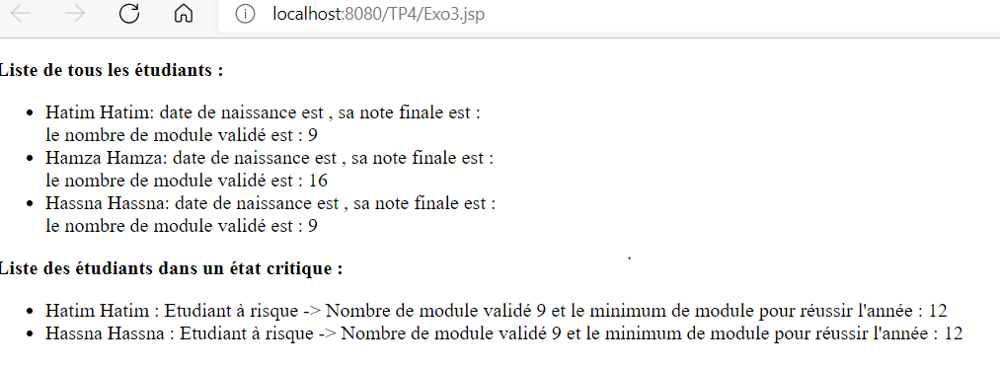 localhost:8080/TP4/Exo3.jsp
Liste de tous les étudiants :
Hatim Hatim: date de naissance est , sa note finale est :
le nombre de module validé est : 9
Hamza Hamza: date de naissance est , sa note finale est :
le nombre de module validé est : 16
Hassna Hassna: date de naissance est , sa note finale est :
le nombre de module validé est : 9
Liste des étudiants dans un état critique :
Hatim Hatim : Etudiant à risque -> Nombre de module validé 9 et le minimum de module pour réussir l'année : 12
Hassna Hassna : Etudiant à risque -> Nombre de module validé 9 et le minimum de module pour réussir l'année : 12